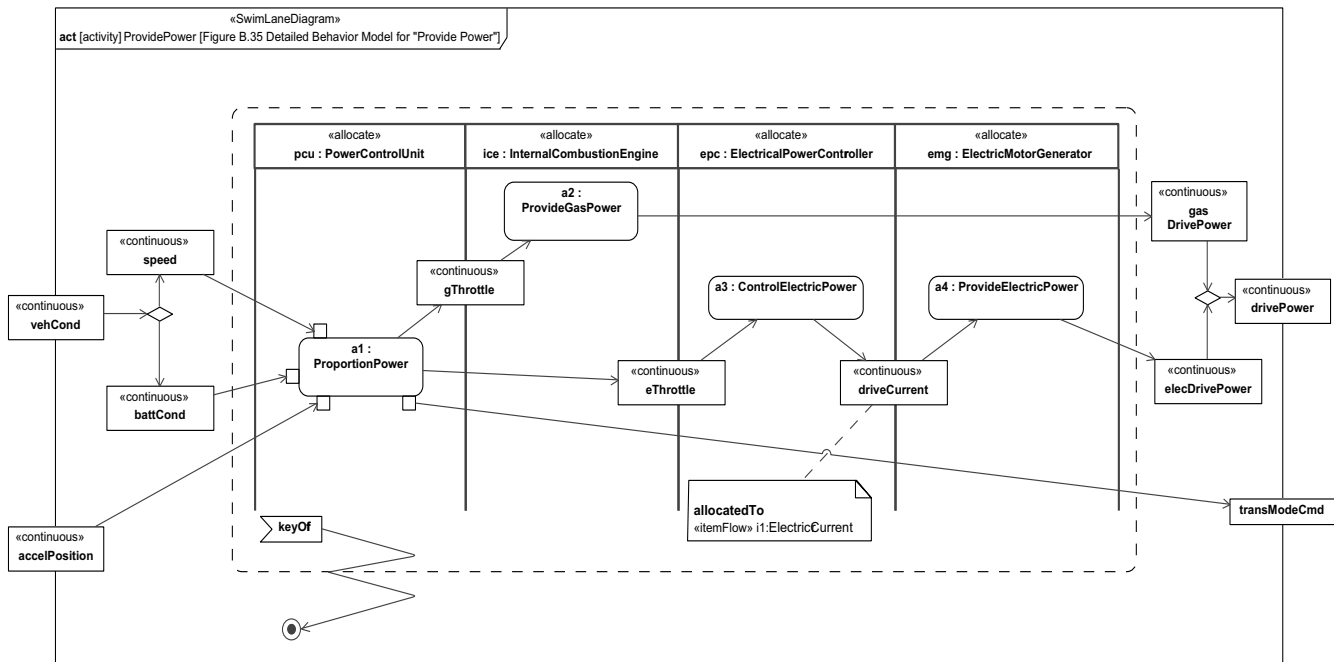 «SwimLaneDiagram»
act [activity] ProvidePower [Figure B.35 Detailed Behavior Model for "Provide Power"]
«allocate»
pcu : PowerControlUnit
«allocate»
ice : InternalCombustionEngine
«allocate»
epc : ElectricalPowerController
«allocate»
emg : ElectricMotorGenerator
a2 :
ProvideGasPower
«continuous»
gas
DrivePower
«continuous»
speed
«continuous»
gThrottle
a3 : ControlElectricPower
a4 : ProvideElectricPower
«continuous»
drivePower
«continuous»
vehCond
a1 :
ProportionPower
«continuous»
eThrottle
«continuous»
driveCurrent
«continuous»
elecDrivePower
«continuous»
battCond
allocatedTo
«itemFlow» i1:ElectricCurrent
transModeCmd
keyOf
«continuous»
accelPosition